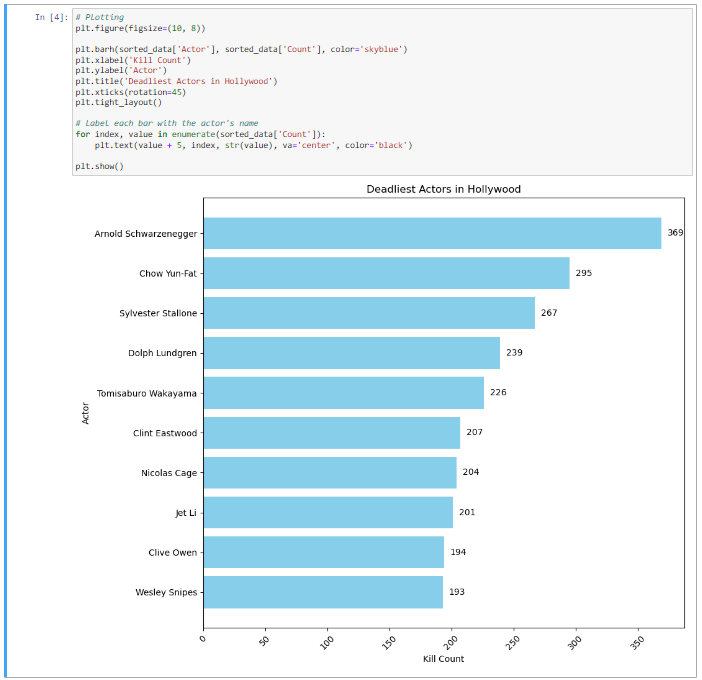 In [4]:
# Plotting
plt.figure(figsize=(10, 8))
plt.barh(sorted_data['Actor'], sorted_data['Count'], color='skyblue')
plt.xlabel('Kill Count')
plt.ylabel('Actor')
plt.title('Deadliest Actors in Hollywood')
plt.xticks(rotation=45)
plt.tight_layout()
# Label each bar with the actor's name
for index, value in enumerate(sorted_data['Count']):
    plt.text(value + 5, index, str(value), va='center', color='black')
plt.show()
Deadliest Actors in Hollywood
Arnold Schwarzenegger 369
Chow Yun-Fat 295
Sylvester Stallone 267
Dolph Lundgren 239
Tomisaburo Wakayama 226
Actor
Clint Eastwood 207
Nicolas Cage 204
Jet Li 201
Clive Owen 194
Wesley Snipes 193
0 50 100 150 200 250 300 350
Kill Count